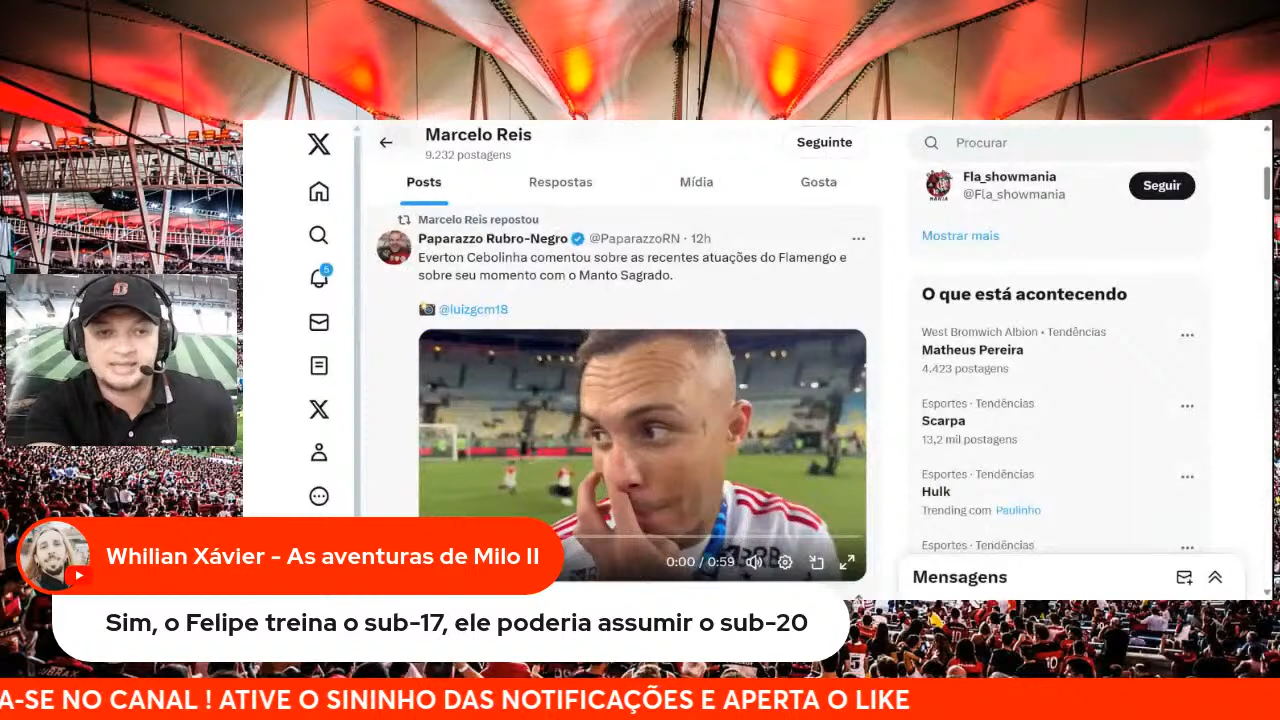 Marcelo Reis
9.232 postagens
Seguinte
Posts
Respostas
Mídia
Gosta
Marcelo Reis repostou
Paparazzo Rubro-Negro @PaparazzoRN · 12h
Everton Cebolinha comentou sobre as recentes atuações do Flamengo e
sobre seu momento com o Manto Sagrado.
@luizgcm18
0:00 / 0:59
5
Procurar
Fla_showmania
@Fla_showmania
Seguir
Mostrar mais
O que está acontecendo
West Bromwich Albion • Tendências
Matheus Pereira
4.423 postagens
Esportes · Tendências
Scarpa
13,2 mil postagens
Esportes · Tendências
Hulk
Trending com Paulinho
Esportes · Tendências
Mensagens
Whilian Xávier - As aventuras de Milo II
Sim, o Felipe treina o sub-17, ele poderia assumir o sub-20
A-SE NO CANAL ! ATIVE O SININHO DAS NOTIFICAÇÕES E APERTA O LIKE